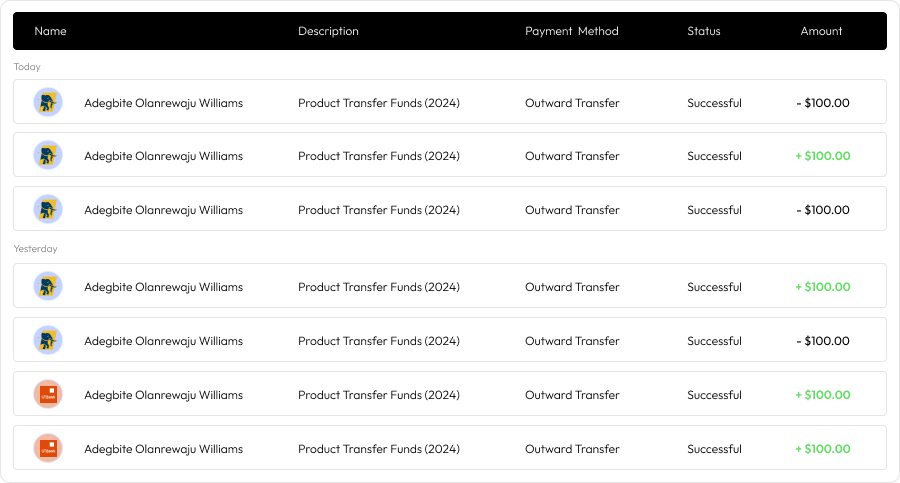 Name Description Payment Method Status Amount
Today
Adegbite Olanrewaju Williams Product Transfer Funds (2024) Outward Transfer Successful - $100.00
Adegbite Olanrewaju Williams Product Transfer Funds (2024) Outward Transfer Successful + $100.00
Adegbite Olanrewaju Williams Product Transfer Funds (2024) Outward Transfer Successful - $100.00
Yesterday
Adegbite Olanrewaju Williams Product Transfer Funds (2024) Outward Transfer Successful + $100.00
Adegbite Olanrewaju Williams Product Transfer Funds (2024) Outward Transfer Successful - $100.00
Adegbite Olanrewaju Williams Product Transfer Funds (2024) Outward Transfer Successful + $100.00
Adegbite Olanrewaju Williams Product Transfer Funds (2024) Outward Transfer Successful + $100.00